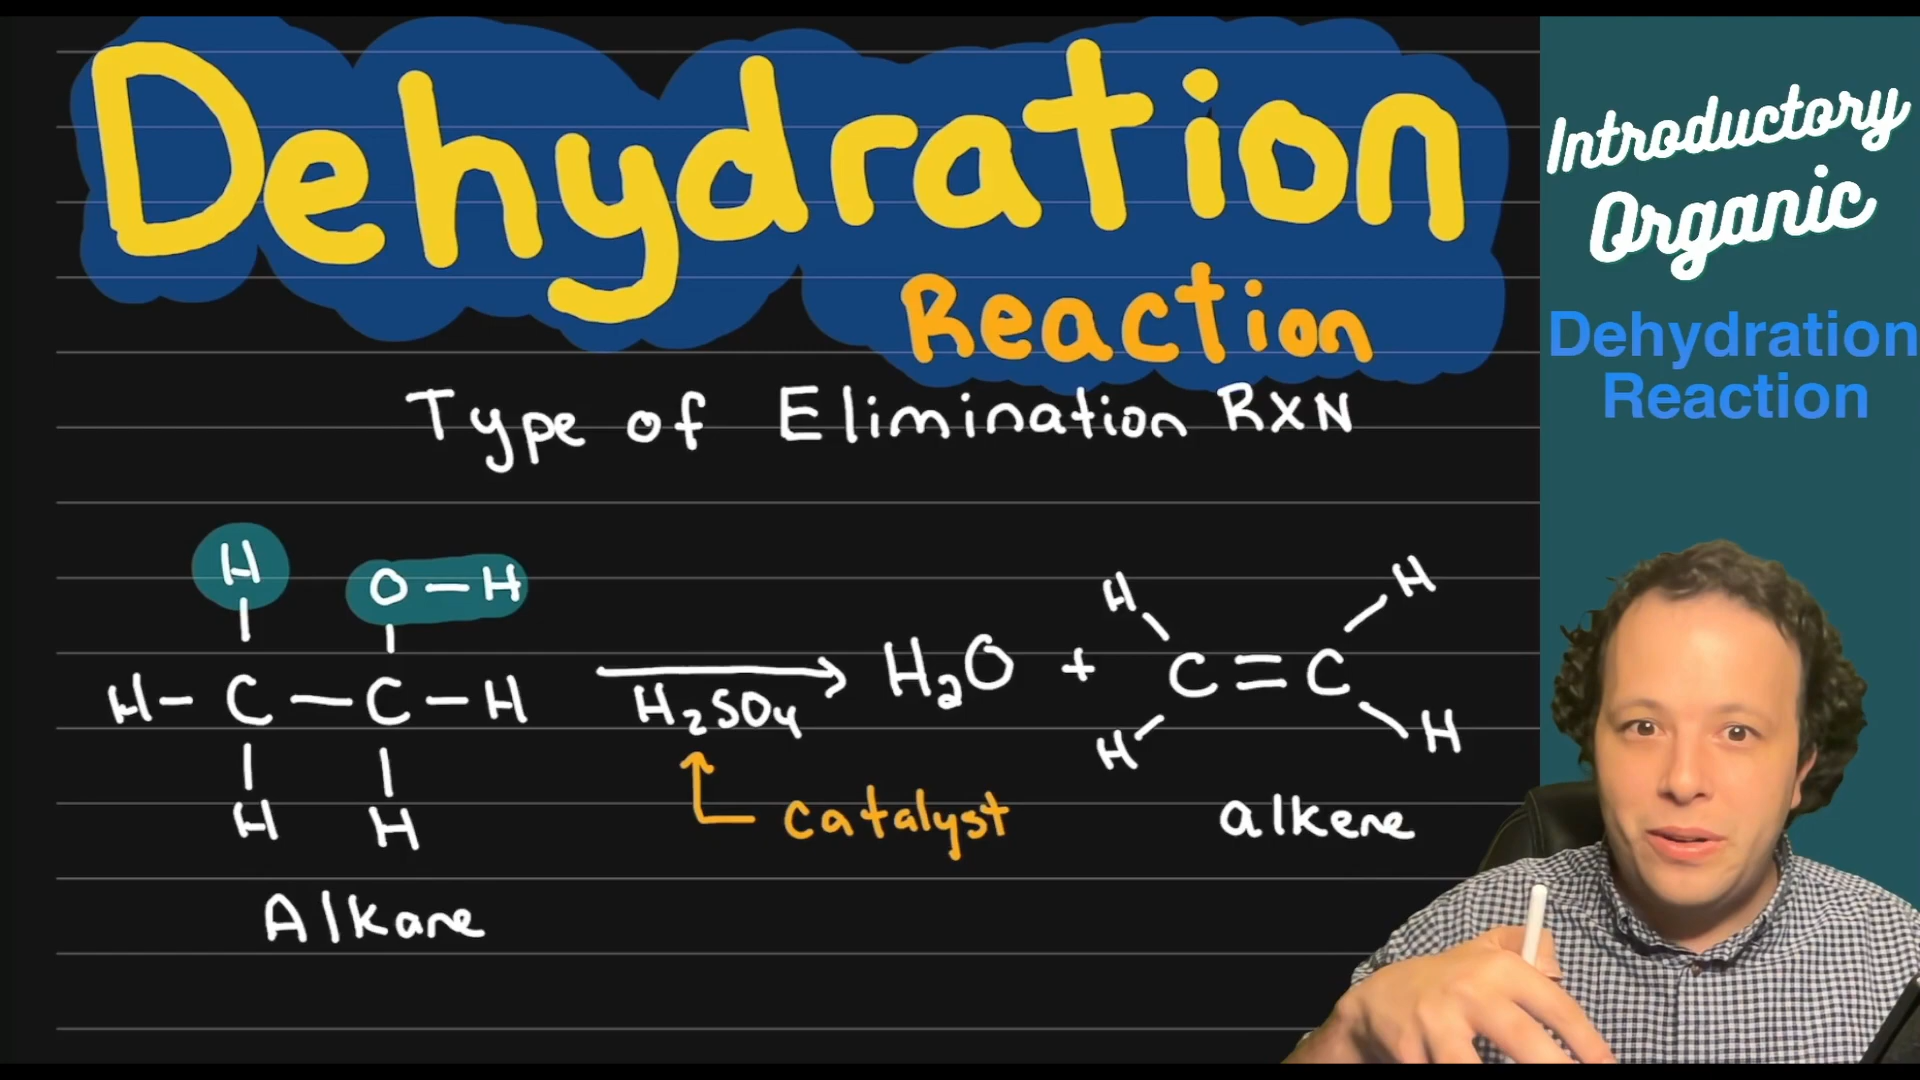 Dehydration
Reaction
Type of Elimination RXN
H
O — H
H — C — C — H
H H
Alkane
H₂SO₄
catalyst
H₂O +
H H
C = C
H H
alkene
Introductory
Organic
Dehydration
Reaction